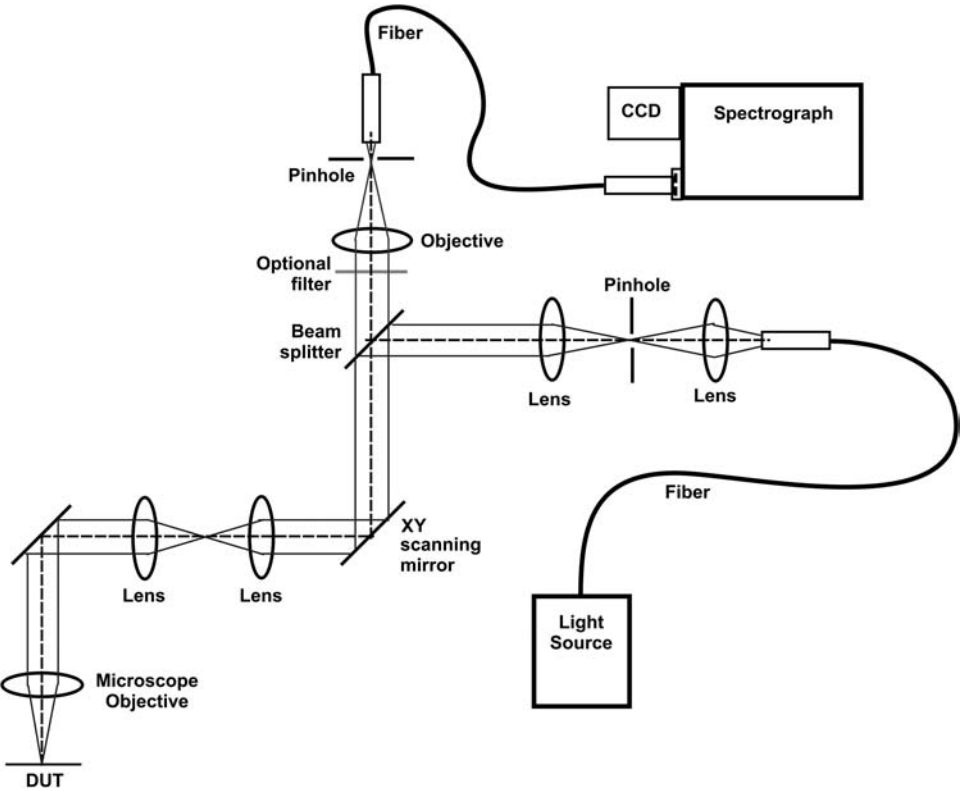 Fiber
CCD
Spectrograph
Pinhole
Objective
Optional
filter
Pinhole
Beam
splitter
Lens
Lens
Fiber
XY
scanning
mirror
Lens
Lens
Light
Source
Microscope
Objective
DUT